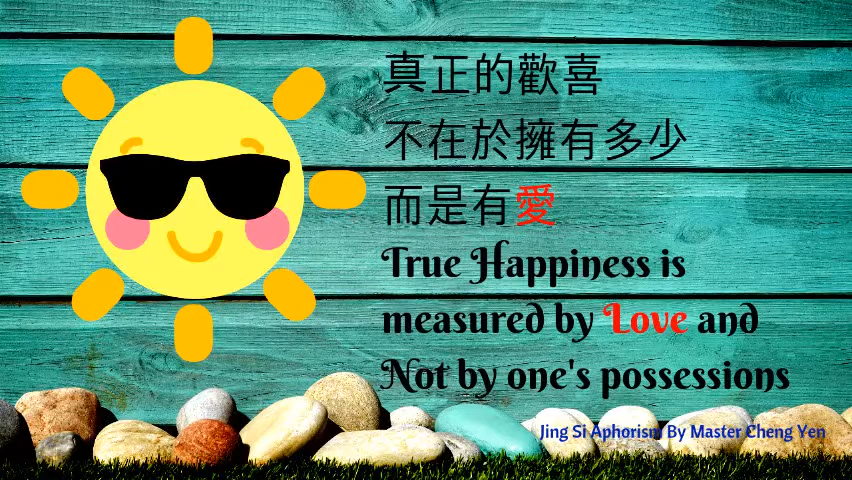 真正的歡喜
不在於擁有多少
而是有愛
True Happiness is
measured by Love and
Not by one's possessions
Jing Si Aphorism By Master Cheng Yen